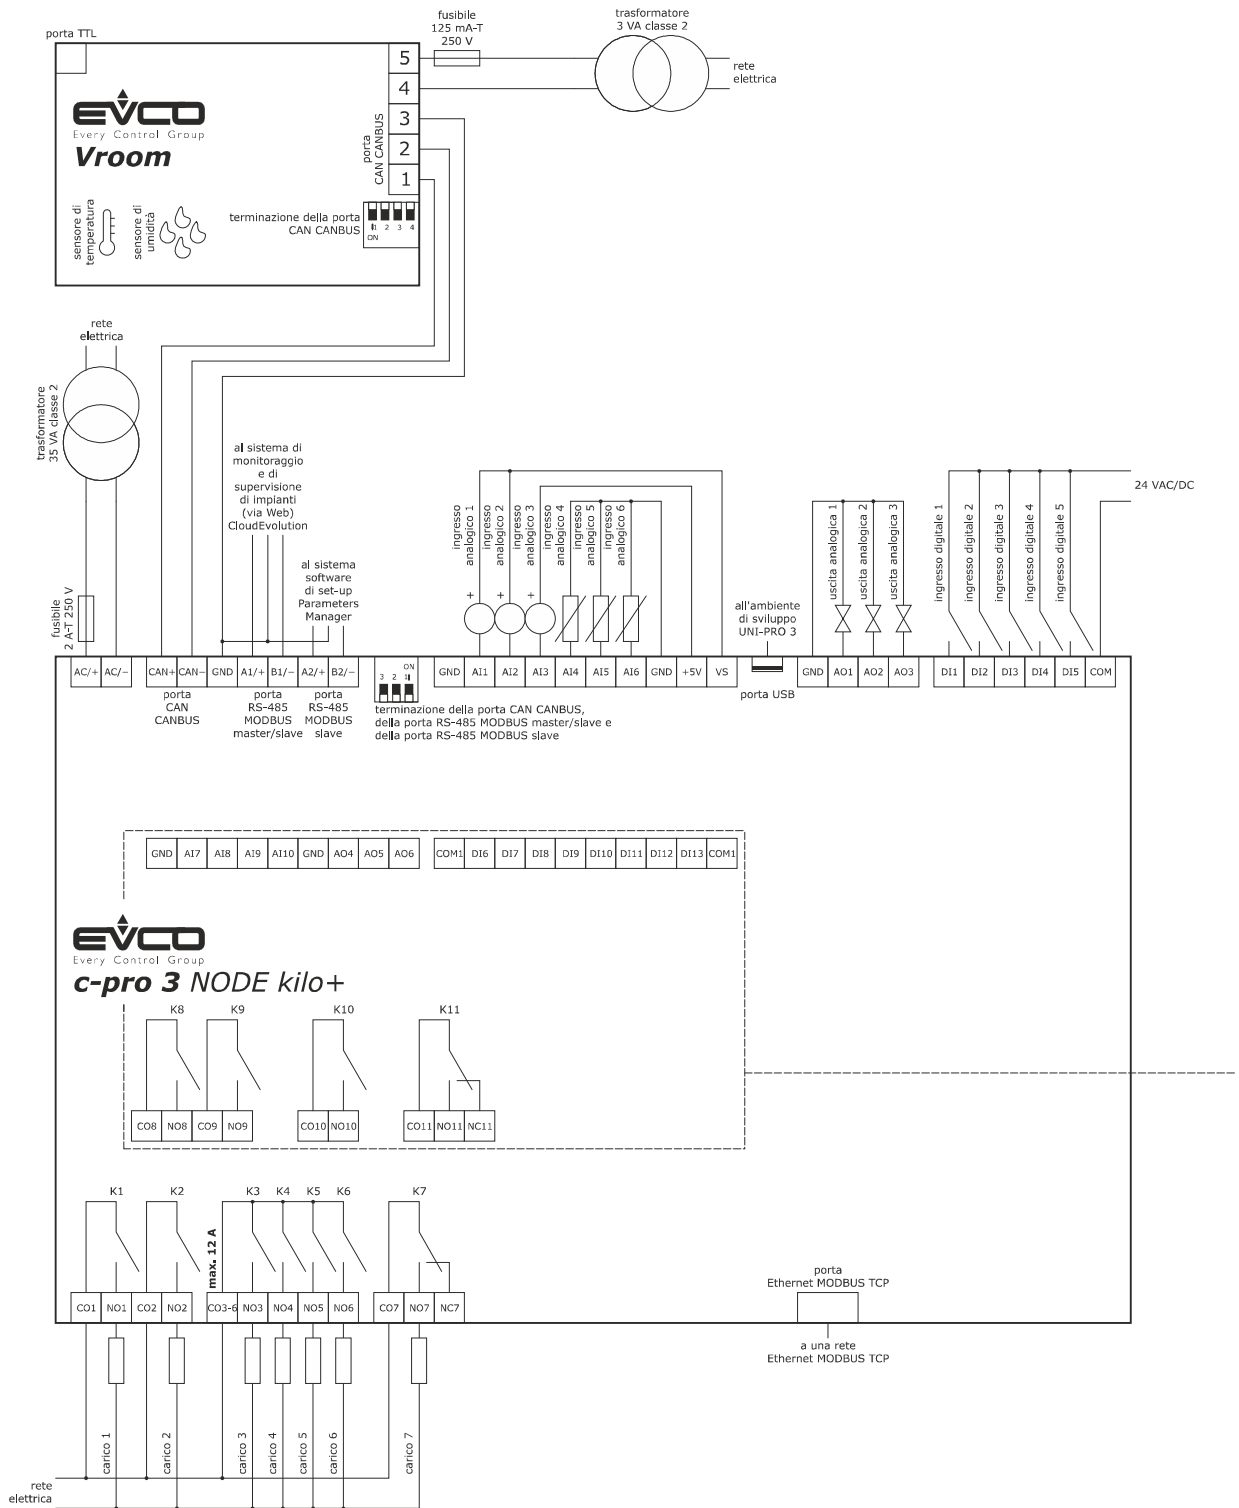 porta TTL
fusibile
125 mA-T
250 V
trasformatore
3 VA classe 2
rete
elettrica
5
4
3
2
1
porta
CAN CANBUS
EVCO
Every Control Group
Vroom
sensore di
temperatura
sensore di
umidità
terminazione della porta
CAN CANBUS
1 2 3 4
ON
rete
elettrica
trasformatore
35 VA classe 2
fusibile
2 A-T 250 V
al sistema di
monitoraggio
e di
supervisione
di impianti
(via Web)
CloudEvolution
al sistema
software
di set-up
Parameters
Manager
ingresso
analogico 1
ingresso
analogico 2
ingresso
analogico 3
ingresso
analogico 4
ingresso
analogico 5
ingresso
analogico 6
+ + +
all'ambiente
di sviluppo
UNI-PRO 3
uscita analogica 1
uscita analogica 2
uscita analogica 3
ingresso digitale 1
ingresso digitale 2
ingresso digitale 3
ingresso digitale 4
ingresso digitale 5
24 VAC/DC
AC/+ AC/-
CAN+ CAN- GND A1/+ B1/- A2/+ B2/-
ON
3 2 1
GND AI1 AI2 AI3 AI4 AI5 AI6 GND +5V VS
GND AO1 AO2 AO3
DI1 DI2 DI3 DI4 DI5 COM
porta
CAN
CANBUS
porta
RS-485
MODBUS
master/slave
porta
RS-485
MODBUS
slave
terminazione della porta CAN CANBUS,
della porta RS-485 MODBUS master/slave e
della porta RS-485 MODBUS slave
porta USB
GND AI7 AI8 AI9 AI10 GND AO4 AO5 AO6
COM1 DI6 DI7 DI8 DI9 DI10 DI11 DI12 DI13 COM1
EVCO
Every Control Group
c-pro 3 NODE kilo+
K8 K9 K10 K11
CO8 NO8 CO9 NO9 CO10 NO10 CO11 NO11 NC11
K1 K2 K3 K4 K5 K6 K7
max. 12 A
CO1 NO1 CO2 NO2 CO3-6 NO3 NO4 NO5 NO6 CO7 NO7 NC7
porta
Ethernet MODBUS TCP
a una rete
Ethernet MODBUS TCP
carico 1
carico 2
carico 3
carico 4
carico 5
carico 6
carico 7
rete
elettrica